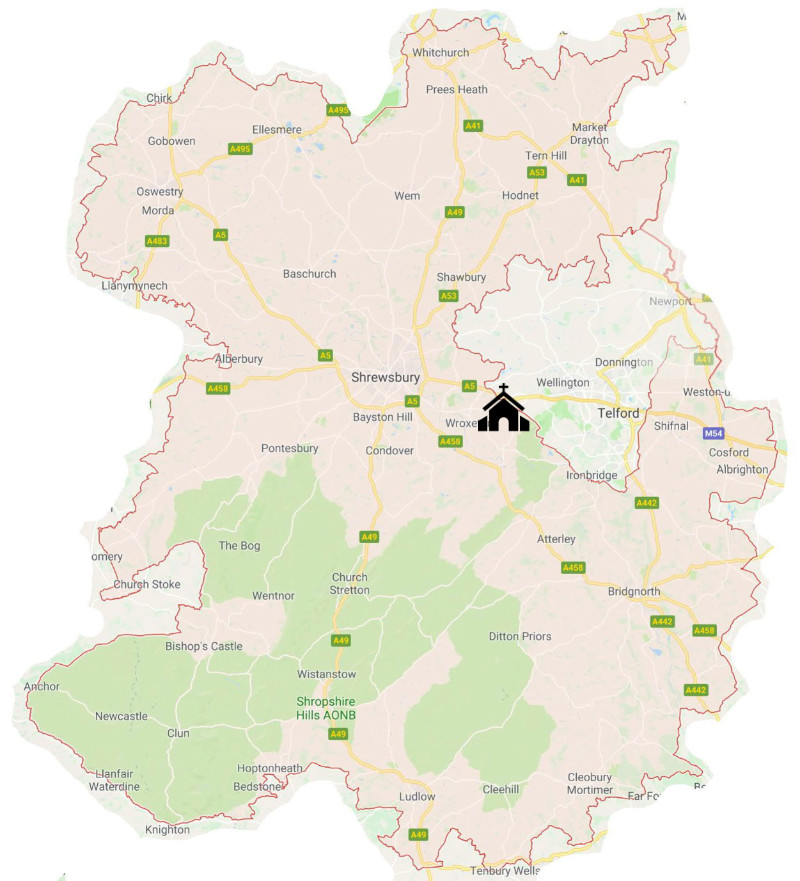 M
Whitchurch
Prees Heath
Chirk
A495
A41
Ellesmere
Market
Drayton
Gobowen
A495
Tern Hill
A53
A41
Oswestry
Wem
Hodnet
Morda
A49
A483
A5
Baschurch
Shawbury
Llanymynech
A53
Newport
Alberbury
A5
Donnington
A41
Shrewsbury
A458
A5
Wellington
Weston-u
A5
Telford
Bayston Hill
Wroxe
Shifnal
M54
A458
Pontesbury
Condover
Cosford
Albrighton
Ironbridge
A442
A49
Atterley
The Bog
omery
A458
Church
Stretton
Church Stoke
Wentnor
Bridgnorth
A442
A458
A49
Ditton Priors
Bishop's Castle
Wistanstow
Anchor
A442
Shropshire
Hills AONB
Newcastle
Clun
A49
Hoptonheath
Llanfair
Waterdine
Bedstone
Cleobury
Mortimer
Ludlow
Cleehill
Far Fo
Be
Knighton
A49
Tenbury Wells